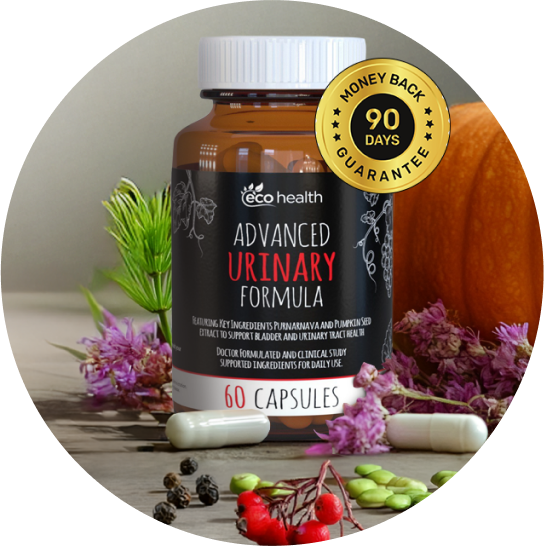 MONEY BACK
90
DAYS
GUARANTEE
eco health
ADVANCED
URINARY
FORMULA
Featuring Key Ingredients Purnarnava and Pumpkin Seed
extract to support bladder and urinary tract health
Doctor formulated and clinical study
supported ingredients for daily use.
60 CAPSULES